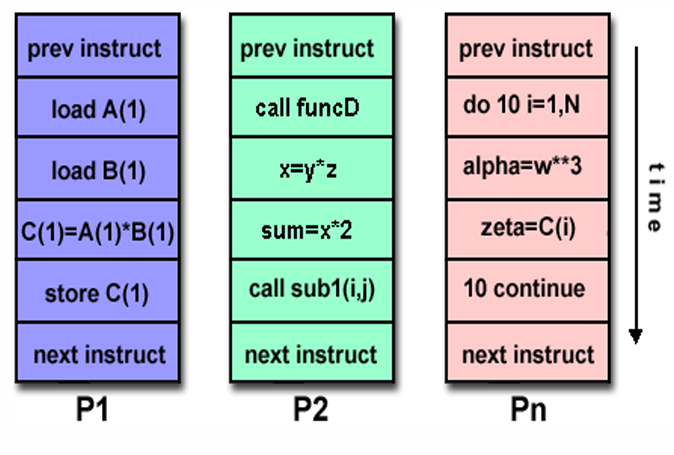 prev instruct
load A(1)
load B(1)
C(1)=A(1)*B(1)
store C(1)
next instruct
P1
prev instruct
call funcD
x=y*z
sum=x*2
call sub1(i,j)
next instruct
P2
prev instruct
do 10 i=1,N
alpha=w**3
zeta=C(i)
10 continue
next instruct
Pn
time